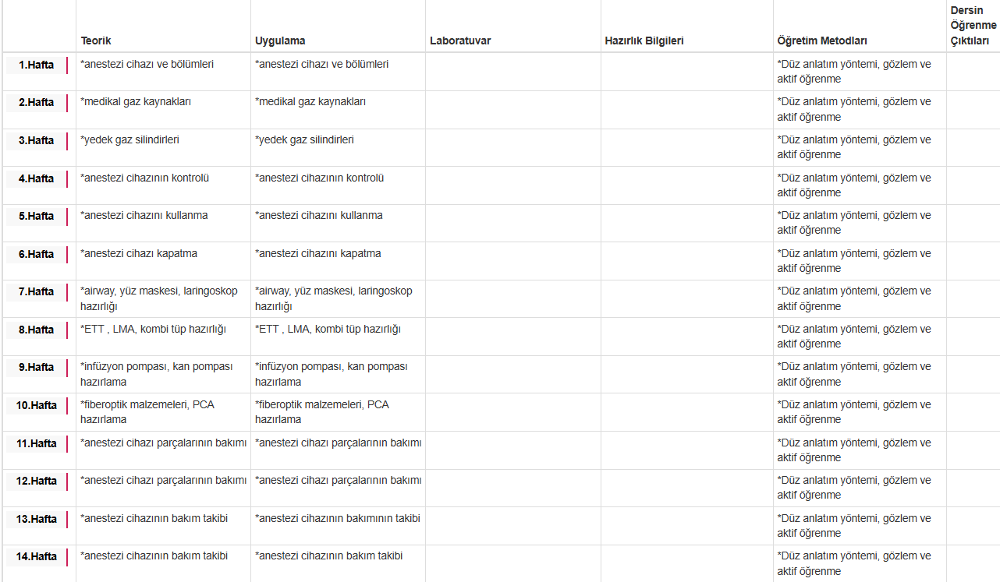 Teorik Uygulama Laboratuvar Hazırlık Bilgileri Öğretim Metodları Dersin Öğrenme Çıktıları
1.Hafta *anestezi cihazı ve bölümleri *anestezi cihazı ve bölümleri *Düz anlatım yöntemi, gözlem ve
aktif öğrenme
2.Hafta *medikal gaz kaynakları *medikal gaz kaynakları *Düz anlatım yöntemi, gözlem ve
aktif öğrenme
3.Hafta *yedek gaz silindirleri *yedek gaz silindirleri *Düz anlatım yöntemi, gözlem ve
aktif öğrenme
4.Hafta *anestezi cihazının kontrolü *anestezi cihazının kontrolü *Düz anlatım yöntemi, gözlem ve
aktif öğrenme
5.Hafta *anestezi cihazını kullanma *anestezi cihazını kullanma *Düz anlatım yöntemi, gözlem ve
aktif öğrenme
6.Hafta *anestezi cihazı kapatma *anestezi cihazını kapatma *Düz anlatım yöntemi, gözlem ve
aktif öğrenme
7.Hafta *airway, yüz maskesi, laringoskop *airway, yüz maskesi, laringoskop *Düz anlatım yöntemi, gözlem ve
hazırlığı hazırlığı aktif öğrenme
8.Hafta *ETT , LMA, kombi tüp hazırlığı *ETT , LMA, kombi tüp hazırlığı *Düz anlatım yöntemi, gözlem ve
aktif öğrenme
9.Hafta *infüzyon pompası, kan pompası *infüzyon pompası, kan pompası *Düz anlatım yöntemi, gözlem ve
hazırlama hazırlama aktif öğrenme
10.Hafta *fiberoptik malzemeleri, PCA *fiberoptik malzemeleri, PCA *Düz anlatım yöntemi, gözlem ve
hazırlama hazırlama aktif öğrenme
11.Hafta *anestezi cihazı parçalarının bakımı *anestezi cihazı parçalarının bakımı *Düz anlatım yöntemi, gözlem ve
aktif öğrenme
12.Hafta *anestezi cihazı parçalarının bakımı *anestezi cihazı parçalarının bakımı *Düz anlatım yöntemi, gözlem ve
aktif öğrenme
13.Hafta *anestezi cihazının bakım takibi *anestezi cihazının bakımının takibi *Düz anlatım yöntemi, gözlem ve
aktif öğrenme
14.Hafta *anestezi cihazının bakım takibi *anestezi cihazının bakım takibi *Düz anlatım yöntemi, gözlem ve
aktif öğrenme